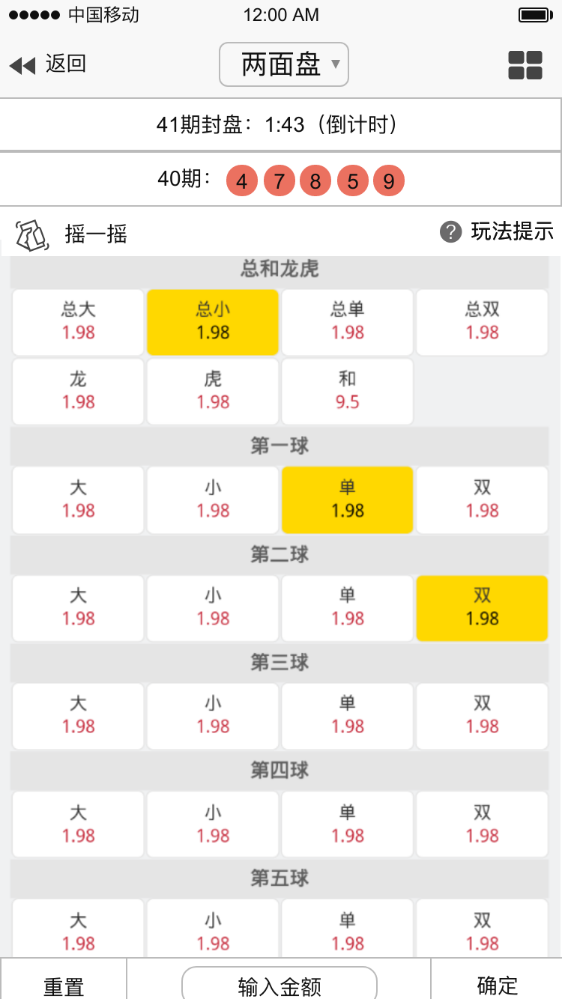 中国移动 12:00 AM
返回 两面盘
41期封盘：1:43（倒计时）
40期： 4 7 8 5 9
摇一摇 ? 玩法提示
总和龙虎
总大 总小 总单 总双
1.98 1.98 1.98 1.98
龙 虎 和
1.98 1.98 9.5
第一球
大 小 单 双
1.98 1.98 1.98 1.98
第二球
大 小 单 双
1.98 1.98 1.98 1.98
第三球
大 小 单 双
1.98 1.98 1.98 1.98
第四球
大 小 单 双
1.98 1.98 1.98 1.98
第五球
大 小 单 双
1.98 1.98 1.98 1.98
重置 输入金额 确定